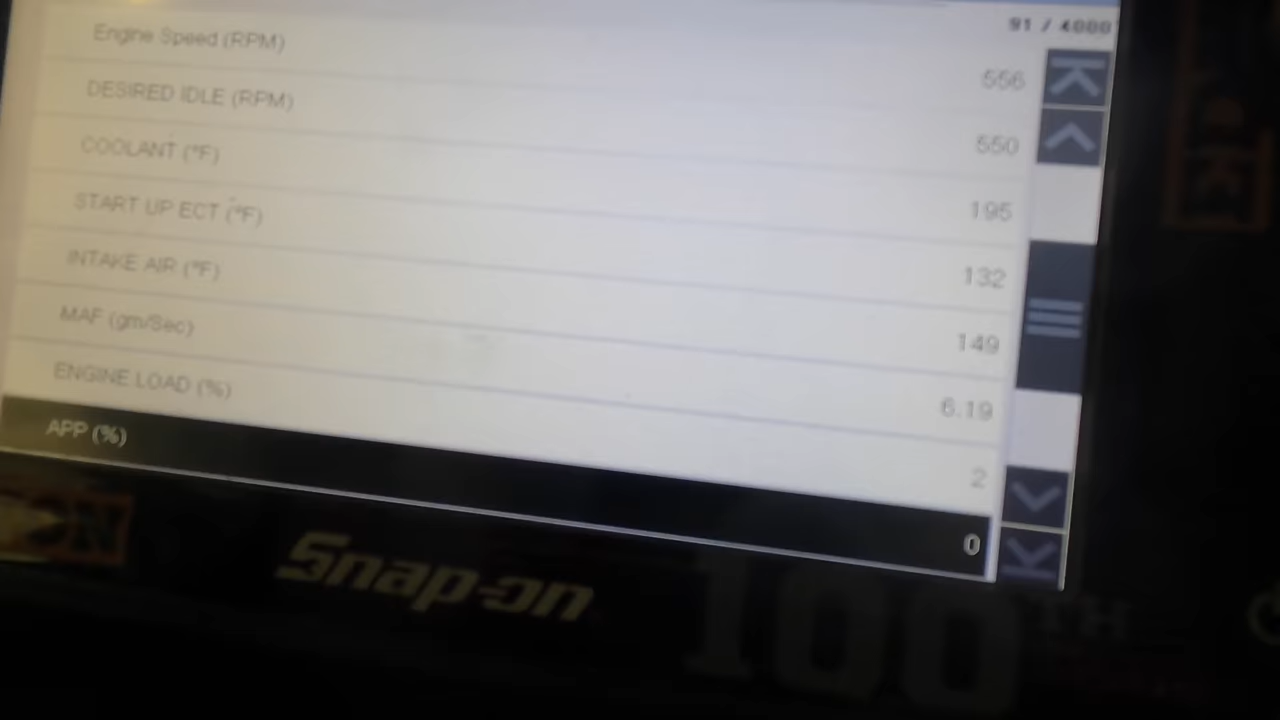 91 / 4000
Engine Speed (RPM) 556
DESIRED IDLE (RPM) 550
COOLANT (°F) 195
START UP ECT (°F) 132
INTAKE AIR (°F) 149
MAF (gm/Sec) 6.19
ENGINE LOAD (%) 2
APP (%) 0
Snap-on
100TH